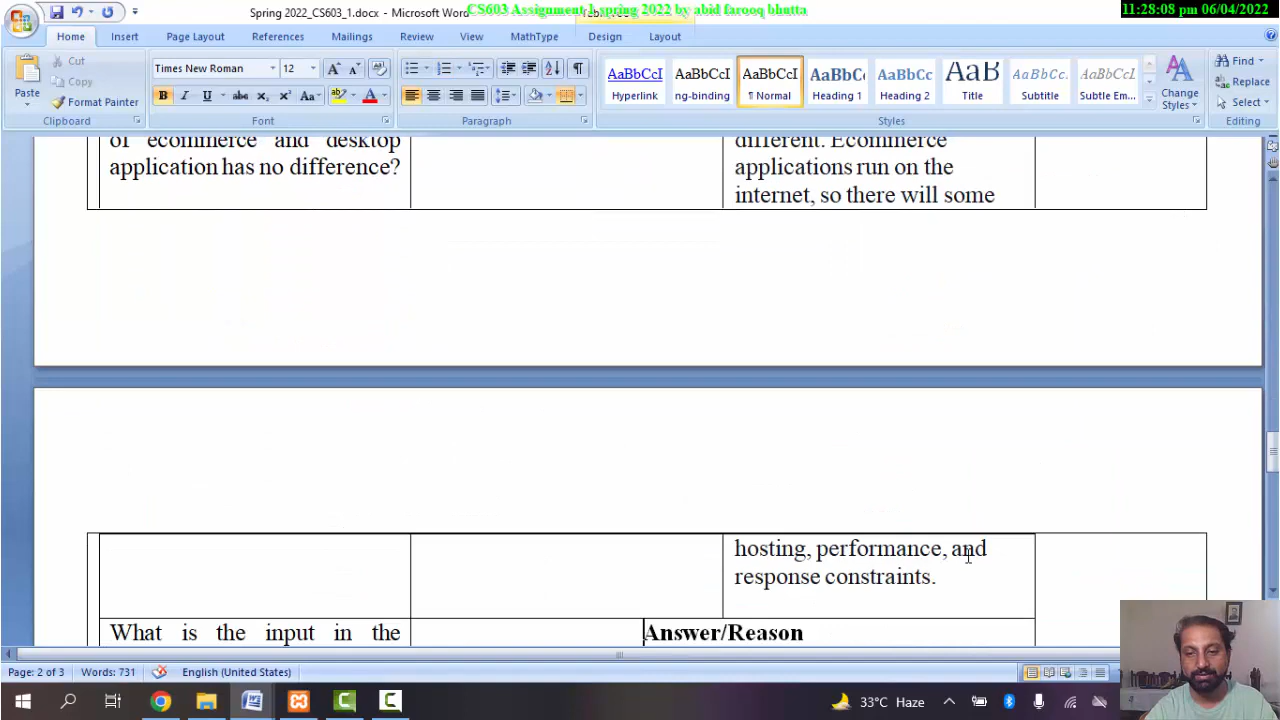 Spring 2022_CS603_1.docx - Microsoft Word
CS603 Assignment 1 spring 2022 by abid farooq bhutta
11:28:08 pm 06/04/2022
Home Insert Page Layout References Mailings Review View MathType Design Layout
Cut
Copy
Format Painter
Paste
Clipboard
Times New Roman 12
Font
Paragraph
AaBbCcI AaBbCcI AaBbCcI AaBbC AaBbCc AaB AaBbCc. AaBbCcI
Hyperlink ng-binding ¶ Normal Heading 1 Heading 2 Title Subtitle Subtle Em...
Change Styles
Styles
Find
Replace
Select
Editing
of ecommerce and desktop
application has no difference?
different. Ecommerce
applications run on the
internet, so there will some
hosting, performance, and
response constraints.
What is the input in the
Answer/Reason
Page: 2 of 3 Words: 731 English (United States)
33°C Haze